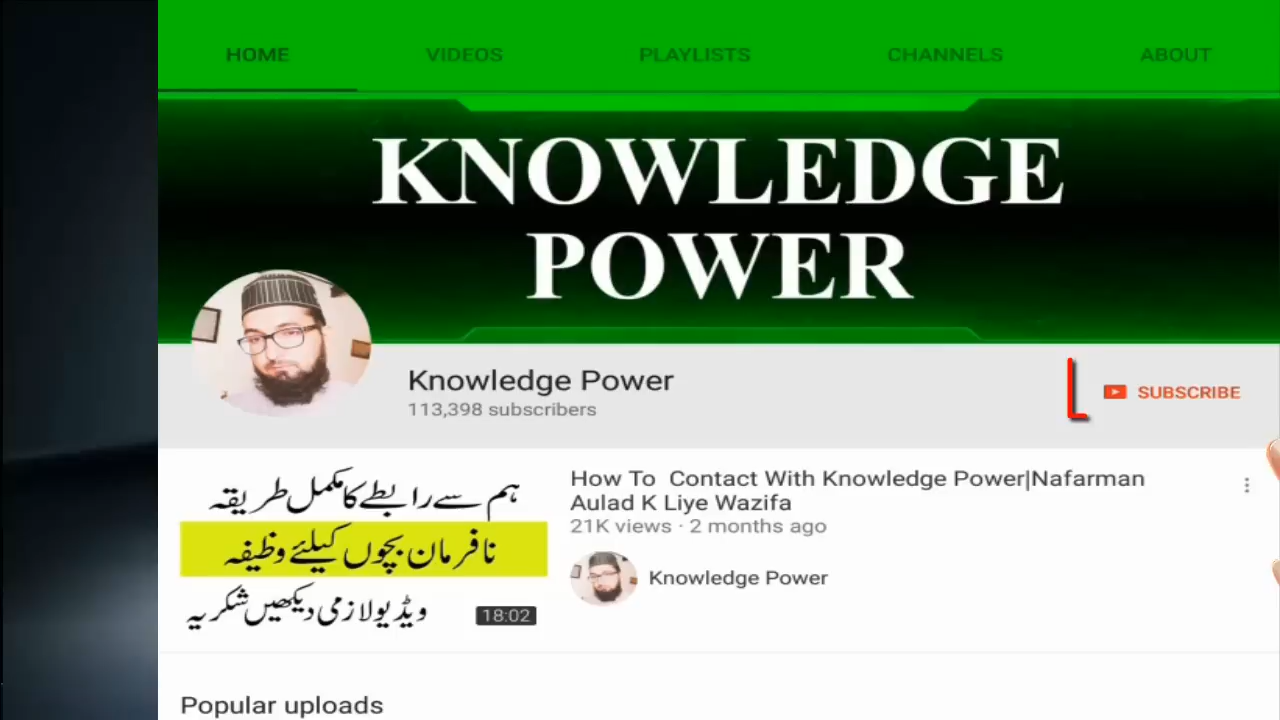 HOME VIDEOS PLAYLISTS CHANNELS ABOUT
KNOWLEDGE
POWER
Knowledge Power
113,398 subscribers
SUBSCRIBE
ہم سے رابطے کا مکمل طریقہ
نافرمان بچوں کیلئے وظیفہ
ویڈیو لازمی دیکھیں شکریہ
18:02
How To Contact With Knowledge Power|Nafarman
Aulad K Liye Wazifa
21K views · 2 months ago
Knowledge Power
Popular uploads